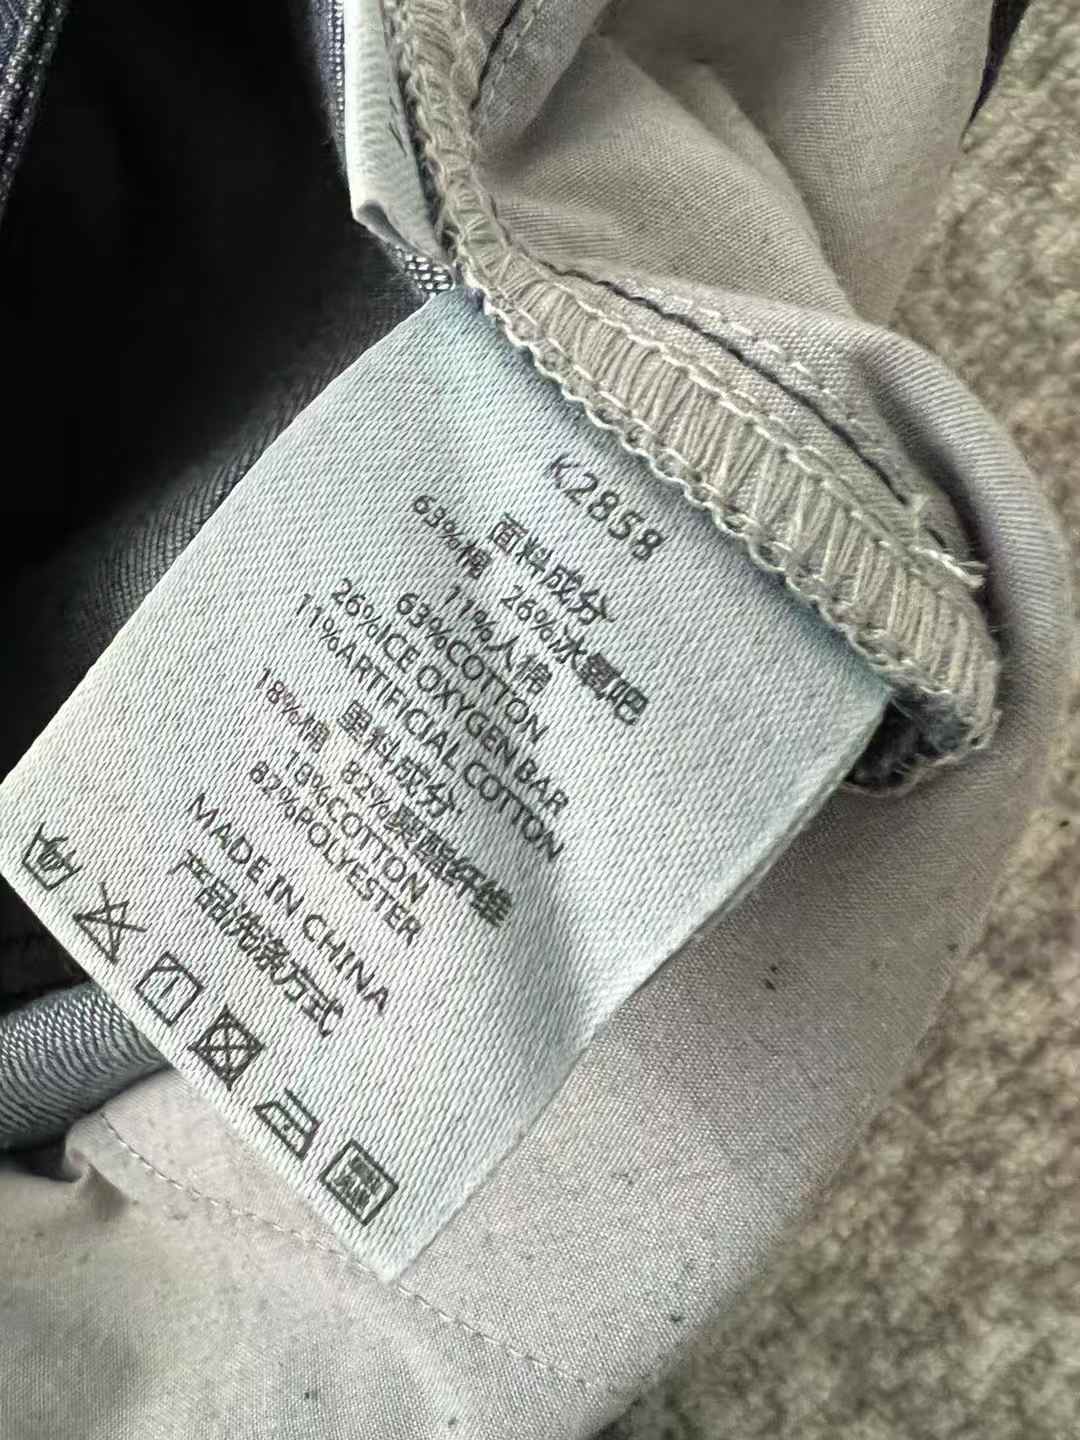 K2858
面料成分
63%棉 26%冰氧吧
11%人棉
63%COTTON
26%ICE OXYGEN BAR
11%ARTIFICIAL COTTON
里料成分
18%棉 82%聚酯纤维
18%COTTON
82%POLYESTER
MADE IN CHINA
产品洗涤方式